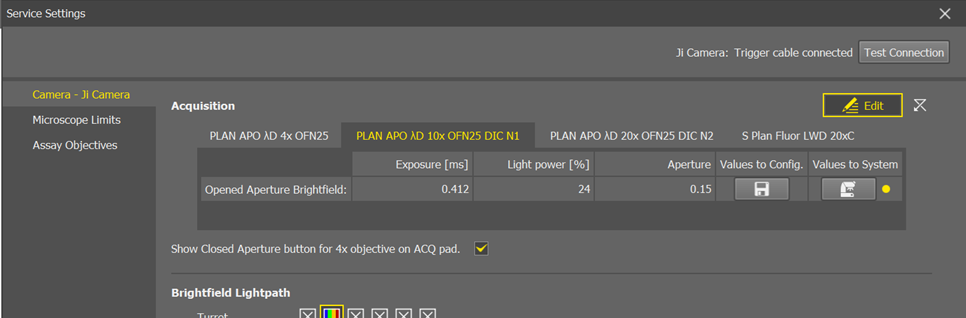 Service Settings
Ji Camera: Trigger cable connected Test Connection
Camera - Ji Camera
Microscope Limits
Assay Objectives
Acquisition
Edit
PLAN APO λD 4x OFN25 PLAN APO λD 10x OFN25 DIC N1 PLAN APO λD 20x OFN25 DIC N2 S Plan Fluor LWD 20xC
Exposure [ms] Light power [%] Aperture Values to Config. Values to System
Opened Aperture Brightfield: 0.412 24 0.15
Show Closed Aperture button for 4x objective on ACQ pad.
Brightfield Lightpath
Turret